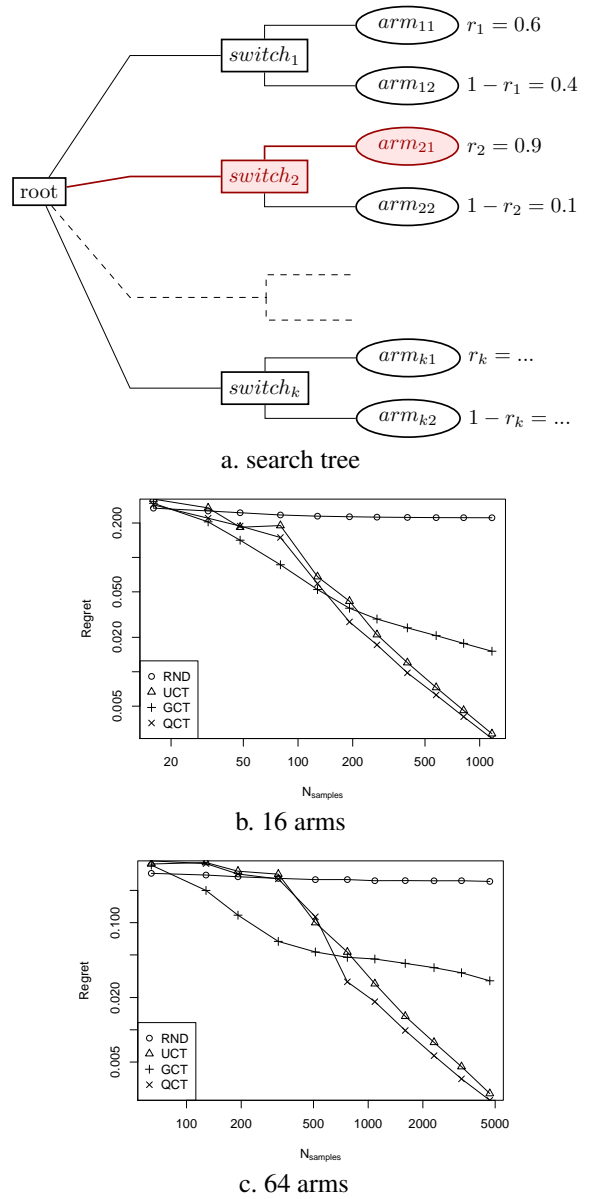 arm₁₁ r₁ = 0.6
switch₁
arm₁₂ 1 − r₁ = 0.4
arm₂₁ r₂ = 0.9
root
switch₂
arm₂₂ 1 − r₂ = 0.1
armₖ₁ rₖ = ...
switchₖ
armₖ₂ 1 − rₖ = ...
a. search tree
Regret
0.200
0.050
0.020
0.005
RND
UCT
GCT
QCT
20 50 100 200 500 1000
N_samples
b. 16 arms
Regret
0.100
0.020
0.005
RND
UCT
GCT
QCT
100 200 500 1000 2000 5000
N_samples
c. 64 arms